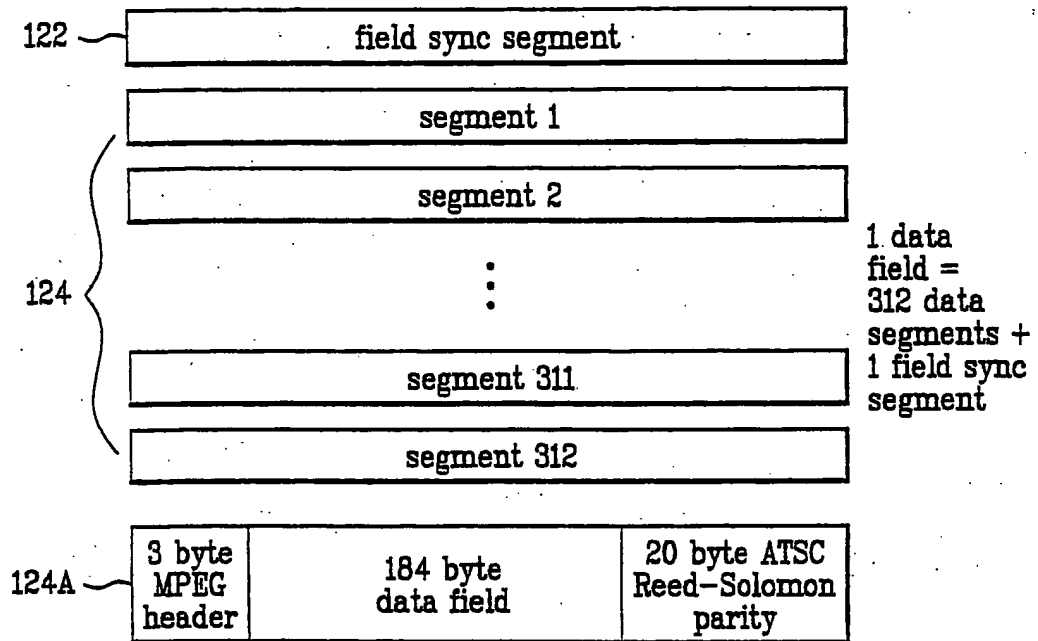 122
field sync segment
segment 1
segment 2
124
1 data
field =
312 data
segments +
1 field sync
segment
segment 311
segment 312
124A
3 byte
MPEG
header
184 byte
data field
20 byte ATSC
Reed-Solomon
parity